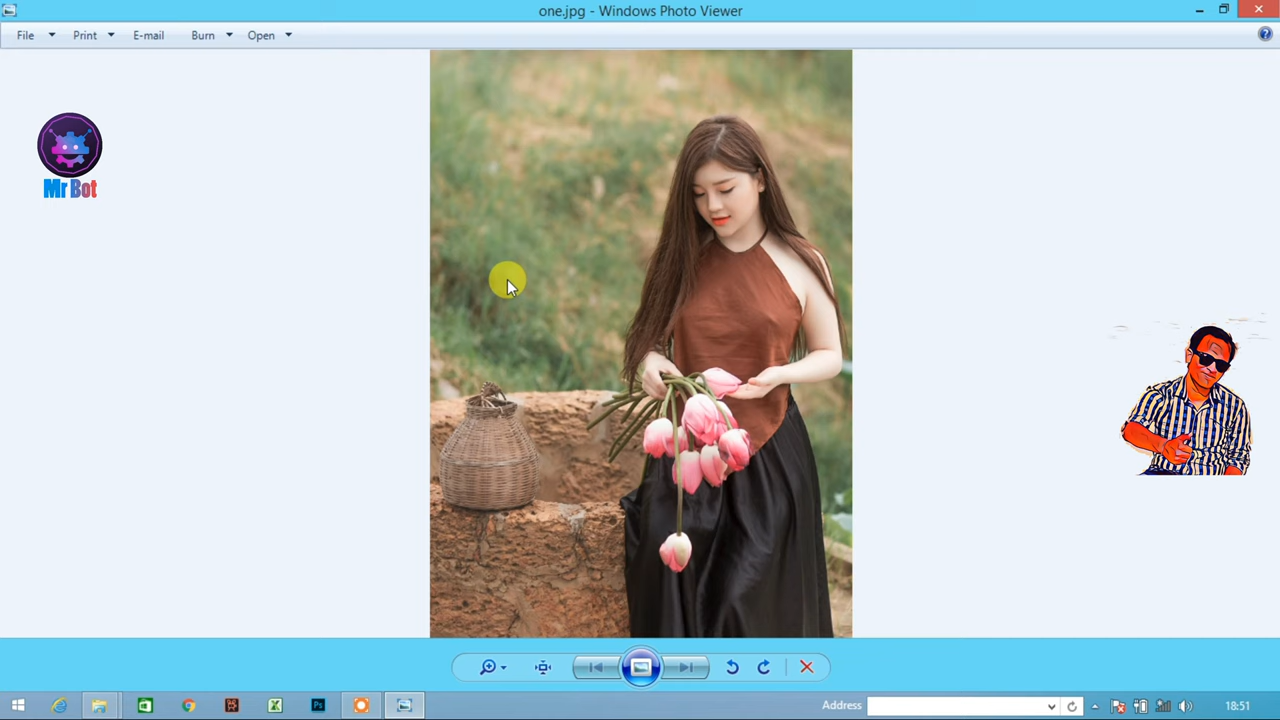 one.jpg - Windows Photo Viewer
File Print E-mail Burn Open
Mr Bot
Address 18:51